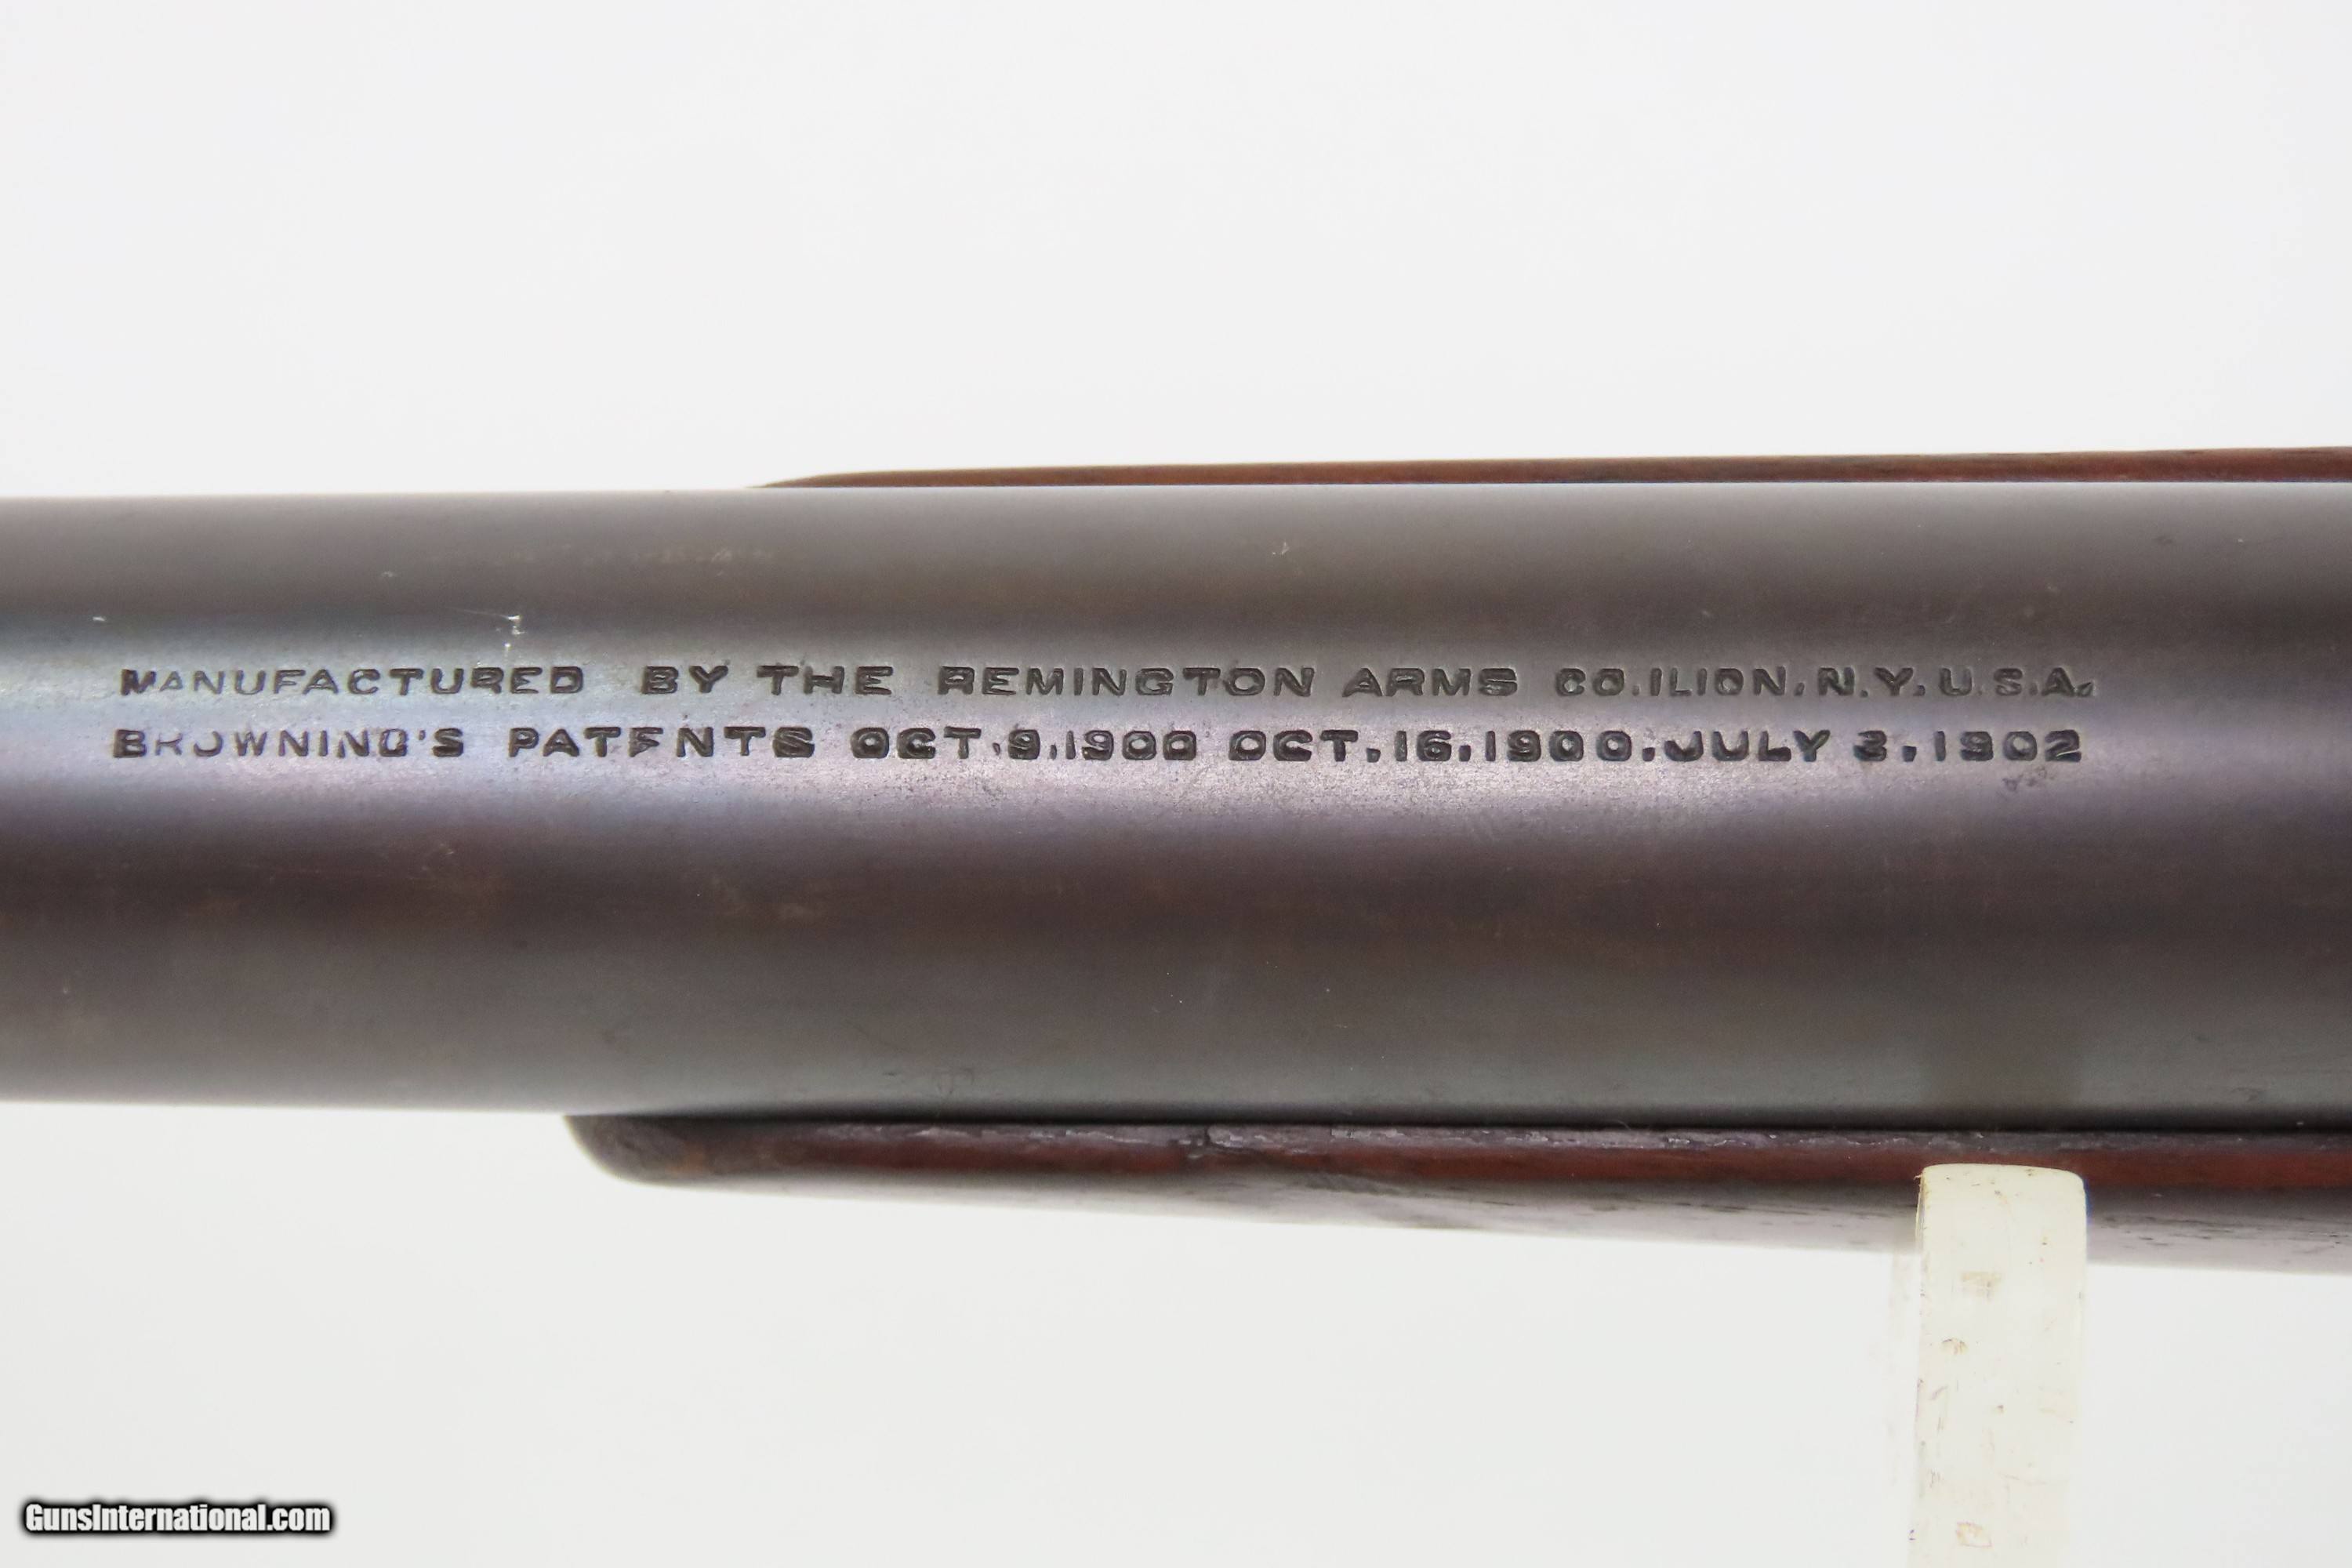 MANUFACTURED BY THE REMINGTON ARMS CO.ILION.N.Y.U.S.A.
BROWNING'S PATENTS OCT.9.1900 OCT.16.1900.JULY 3.1902
GunsInternational.com